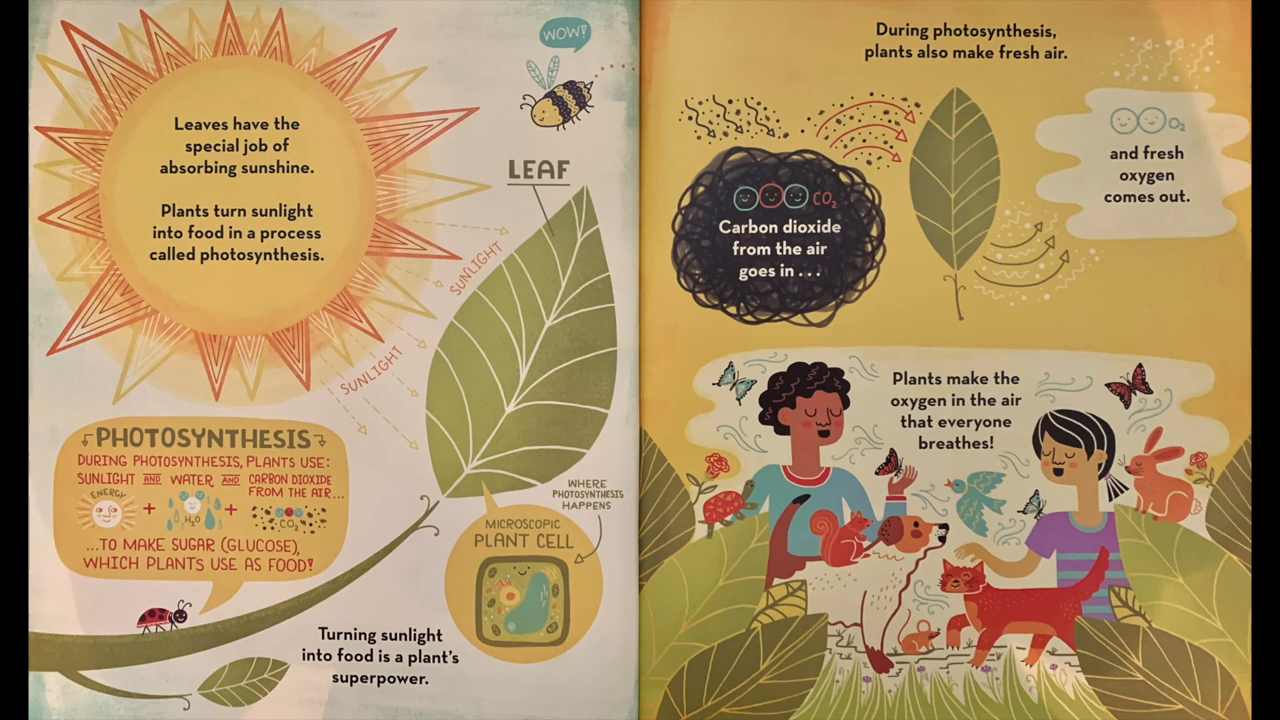 WOW!
Leaves have the
special job of
absorbing sunshine.
Plants turn sunlight
into food in a process
called photosynthesis.
LEAF
SUNLIGHT
SUNLIGHT
PHOTOSYNTHESIS
DURING PHOTOSYNTHESIS, PLANTS USE:
SUNLIGHT AND WATER, AND CARBON DIOXIDE
FROM THE AIR...
ENERGY
+
H2O
+
CO2
...TO MAKE SUGAR (GLUCOSE),
WHICH PLANTS USE AS FOOD!
WHERE
PHOTOSYNTHESIS
HAPPENS
MICROSCOPIC
PLANT CELL
Turning sunlight
into food is a plant's
superpower.
During photosynthesis,
plants also make fresh air.
CO2
Carbon dioxide
from the air
goes in . . .
O2
and fresh
oxygen
comes out.
Plants make the
oxygen in the air
that everyone
breathes!